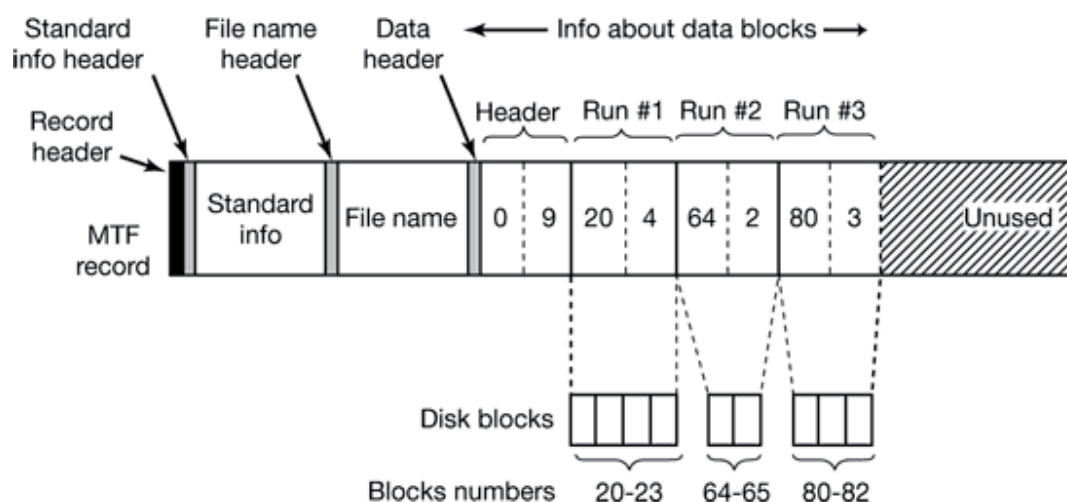 Standard
info header
File name
header
Data
header
Info about data blocks
Record
header
Header
Run #1
Run #2
Run #3
MTF
record
Standard
info
File name
0 9 20 4 64 2 80 3
Unused
Disk blocks
Blocks numbers 20-23 64-65 80-82